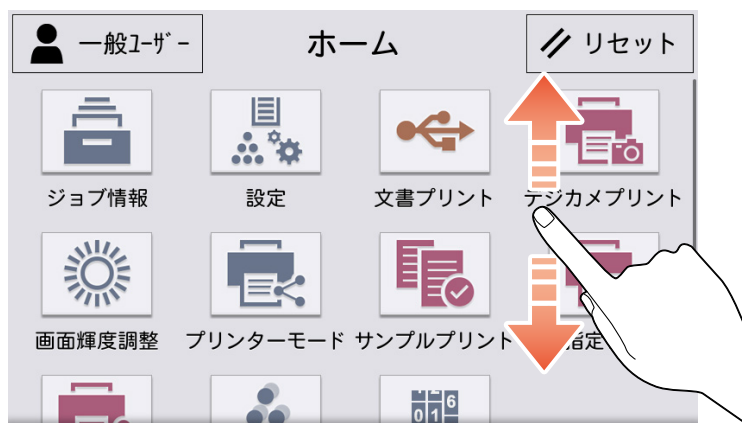 一般ﾕｰｻﾞｰ
ホーム
リセット
ジョブ情報
設定
文書プリント
デジカメプリント
画面輝度調整
プリンターモード
サンプルプリント
指定